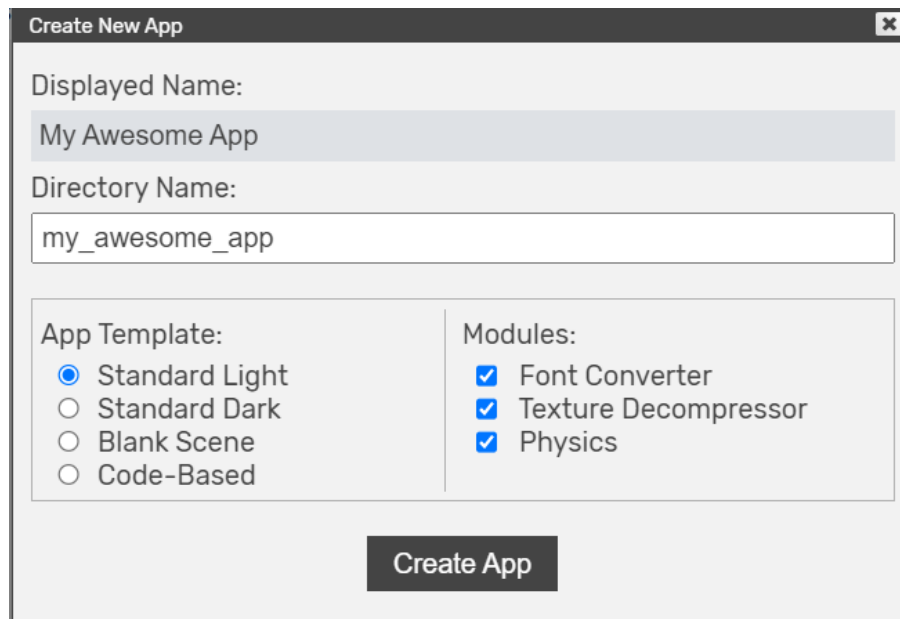 Create New App
Displayed Name:
My Awesome App
Directory Name:
my_awesome_app
App Template:
Standard Light
Standard Dark
Blank Scene
Code-Based
Modules:
Font Converter
Texture Decompressor
Physics
Create App